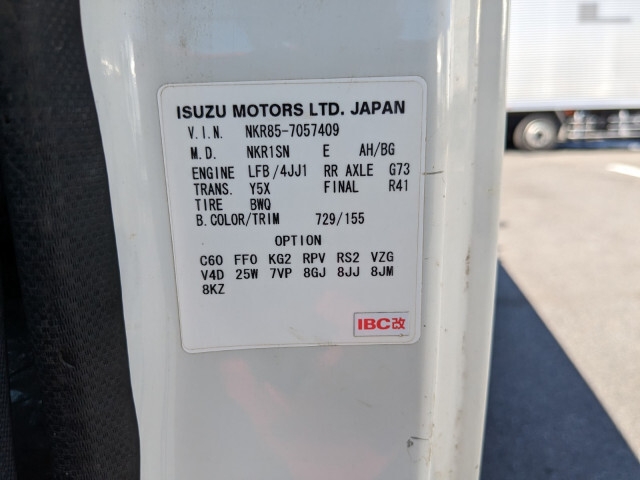 ISUZU MOTORS LTD. JAPAN
V.I.N. NKR85-7057409
M.D. NKR1SN E AH/BG
ENGINE LFB/4JJ1 RR AXLE G73
TRANS. Y5X FINAL R41
TIRE BWQ
B.COLOR/TRIM 729/155
OPTION
C60 FF0 KG2 RPV RS2 VZG
V4D 25W 7VP 8GJ 8JJ 8JM
8KZ
IBC改